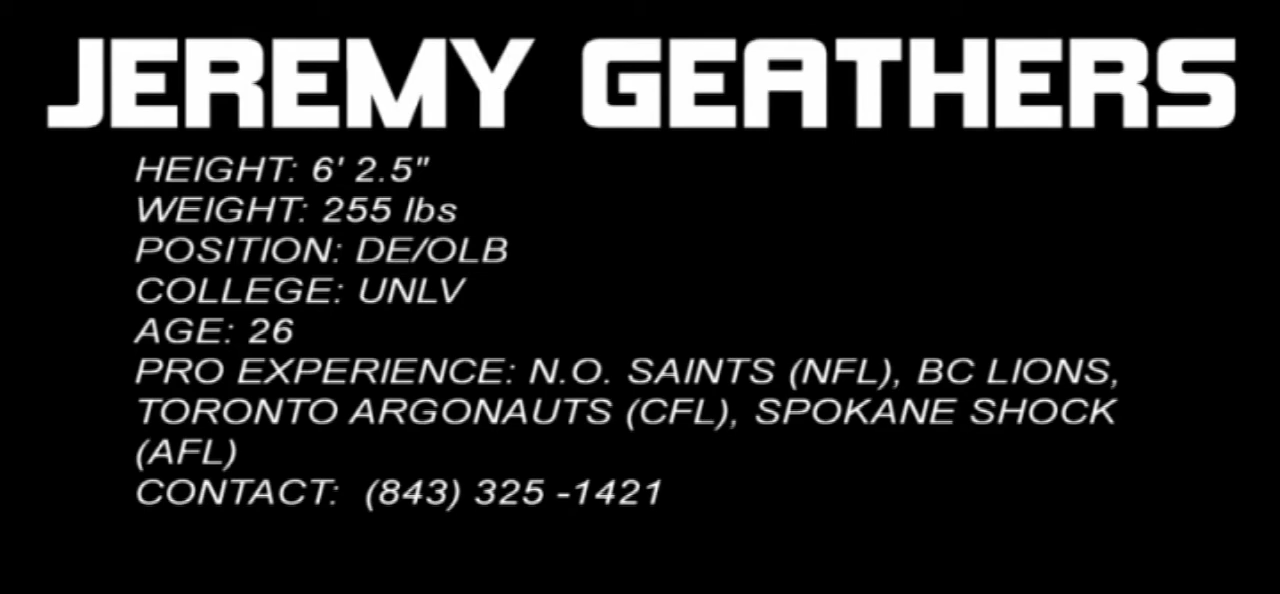 JEREMY GEATHERS
HEIGHT: 6' 2.5"
WEIGHT: 255 lbs
POSITION: DE/OLB
COLLEGE: UNLV
AGE: 26
PRO EXPERIENCE: N.O. SAINTS (NFL), BC LIONS,
TORONTO ARGONAUTS (CFL), SPOKANE SHOCK
(AFL)
CONTACT:  (843) 325 -1421